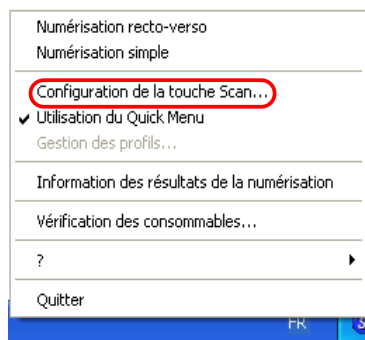 Numérisation recto-verso
Numérisation simple
Configuration de la touche Scan...
Utilisation du Quick Menu
Gestion des profils...
Information des résultats de la numérisation
Vérification des consommables...
?
Quitter
FR